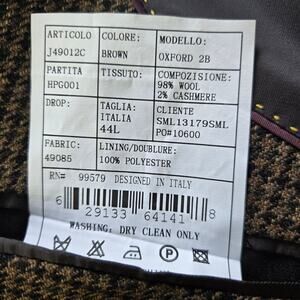 ARTICOLO COLORE: MODELLO:
J49012C BROWN OXFORD 2B
PARTITA TISSUTO: COMPOZISIONE:
HPG001 98% WOOL
2% CASHMERE
DROP: TAGLIA: CLIENTE
ITALIA SML13179SML
44L PO#10600
FABRIC: LINING/DOUBLURE:
49085 100% POLYESTER
RN# 99579 DESIGNED IN ITALY
6 29133 64141 8
WASHING: DRY CLEAN ONLY